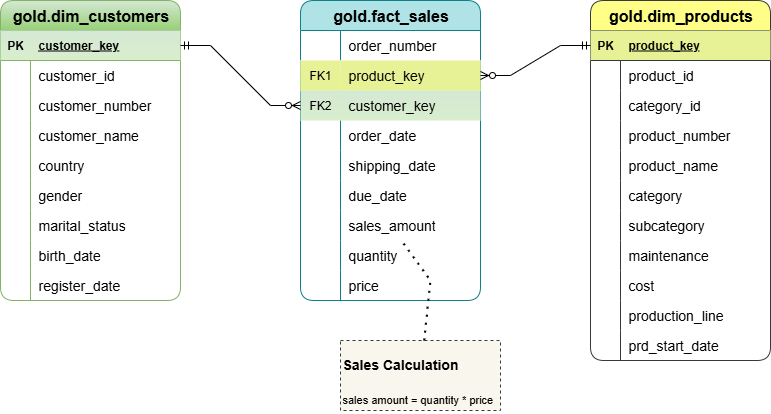 gold.dim_customers
PK customer_key
customer_id
customer_number
customer_name
country
gender
marital_status
birth_date
register_date
gold.fact_sales
order_number
FK1 product_key
FK2 customer_key
order_date
shipping_date
due_date
sales_amount
quantity
price
Sales Calculation
sales amount = quantity * price
gold.dim_products
PK product_key
product_id
category_id
product_number
product_name
category
subcategory
maintenance
cost
production_line
prd_start_date